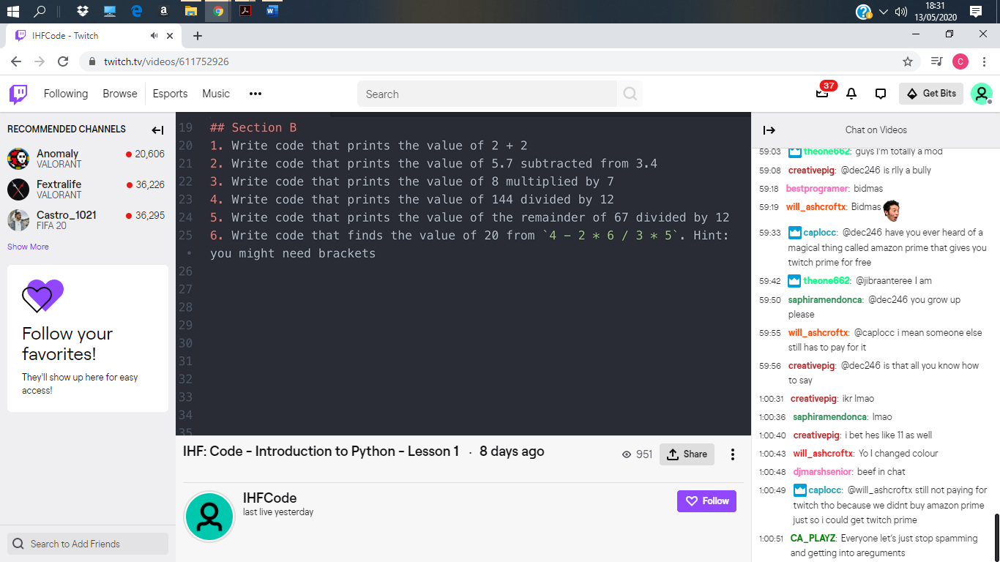 18:31
13/05/2020
IHFCode - Twitch
twitch.tv/videos/611752926
C
Following Browse Esports Music
Search
37
Get Bits
RECOMMENDED CHANNELS
Anomaly 20,606
VALORANT
Fextralife 36,226
VALORANT
Castro_1021 36,295
FIFA 20
Show More
Follow your
favorites!
They'll show up here for easy
access!
Search to Add Friends
19 ## Section B
20 1. Write code that prints the value of 2 + 2
21 2. Write code that prints the value of 5.7 subtracted from 3.4
22 3. Write code that prints the value of 8 multiplied by 7
23 4. Write code that prints the value of 144 divided by 12
24 5. Write code that prints the value of the remainder of 67 divided by 12
25 6. Write code that finds the value of 20 from `4 - 2 * 6 / 3 * 5`. Hint:
• you might need brackets
26
27
28
29
30
31
32
33
34
35
IHF: Code - Introduction to Python - Lesson 1 · 8 days ago
951
Share
IHFCode
last live yesterday
Follow
Chat on Videos
59:03 theone662: guys I'm totally a mod
59:08 creativepig: @dec246 is rlly a bully
59:18 bestprogramer: bidmas
59:19 will_ashcroftx: Bidmas
59:33 caplocc: @dec246 have you ever heard of a
magical thing called amazon prime that gives you
twitch prime for free
59:42 theone662: @jibraanteree I am
59:50 saphiramendonca: @dec246 you grow up
please
59:55 will_ashcroftx: @caplocc i mean someone else
still has to pay for it
59:56 creativepig: @dec246 is that all you know how
to say
1:00:31 creativepig: ikr lmao
1:00:36 saphiramendonca: lmao
1:00:40 creativepig: i bet hes like 11 as well
1:00:43 will_ashcroftx: Yo I changed colour
1:00:48 djmarshsenior: beef in chat
1:00:49 caplocc: @will_ashcroftx still not paying for
twitch tho because we didnt buy amazon prime
just so i could get twitch prime
1:00:51 CA_PLAYZ: Everyone let's just stop spamming
and getting into areguments